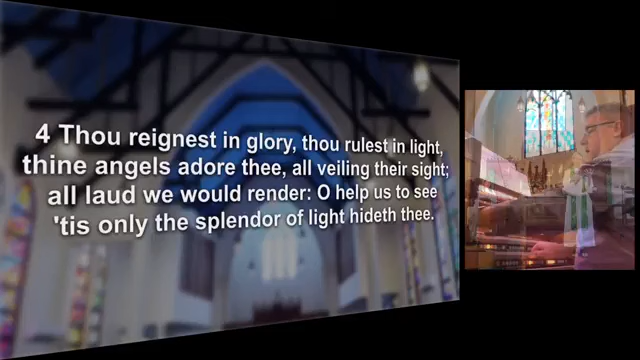 4 Thou reignest in glory, thou rulest in light,
thine angels adore thee, all veiling their sight;
all laud we would render: O help us to see
'tis only the splendor of light hideth thee.